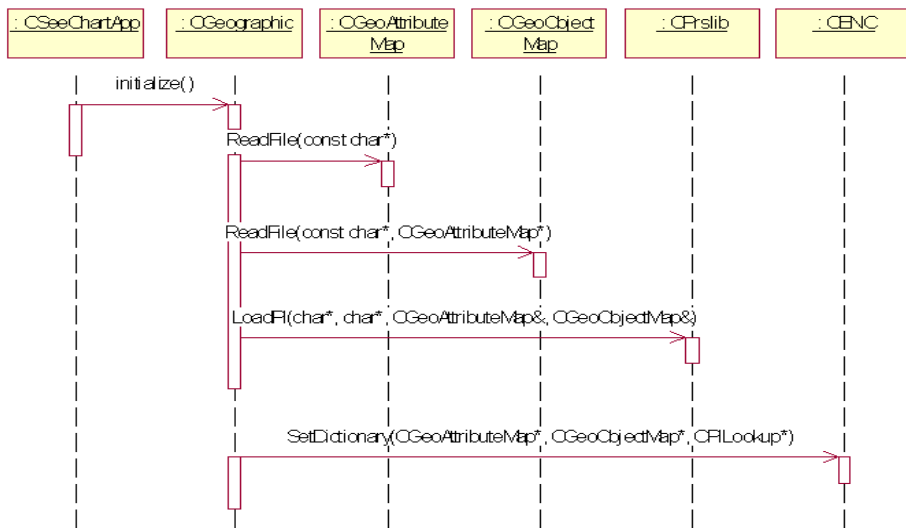 : CSeeChartApp
: CGeographic
: CGeoAttribute
Map
: CGeoObject
Map
: CPrslib
: CENC
initialize()
ReadFile(const char*)
ReadFile(const char*, CGeoAttributeMap*)
LoadPl(char*, char*, CGeoAttributeMap&, CGeoObjectMap&)
SetDictionary(CGeoAttributeMap*, CGeoObjectMap*, CPlLookup*)